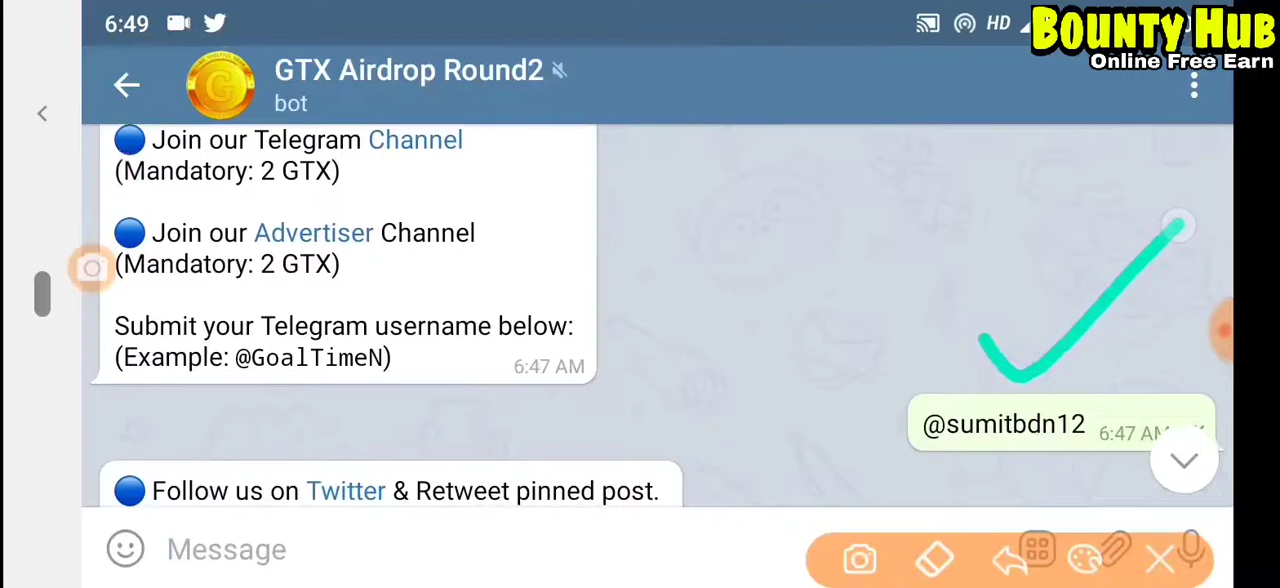 6:49
HD
BOUNTY HUB
Online Free Earn
GTX Airdrop Round2
bot
Join our Telegram Channel
(Mandatory: 2 GTX)
Join our Advertiser Channel
(Mandatory: 2 GTX)
Submit your Telegram username below:
(Example: @GoalTimeN)
6:47 AM
@sumitbdn12
6:47 AM
Follow us on Twitter & Retweet pinned post.
Message